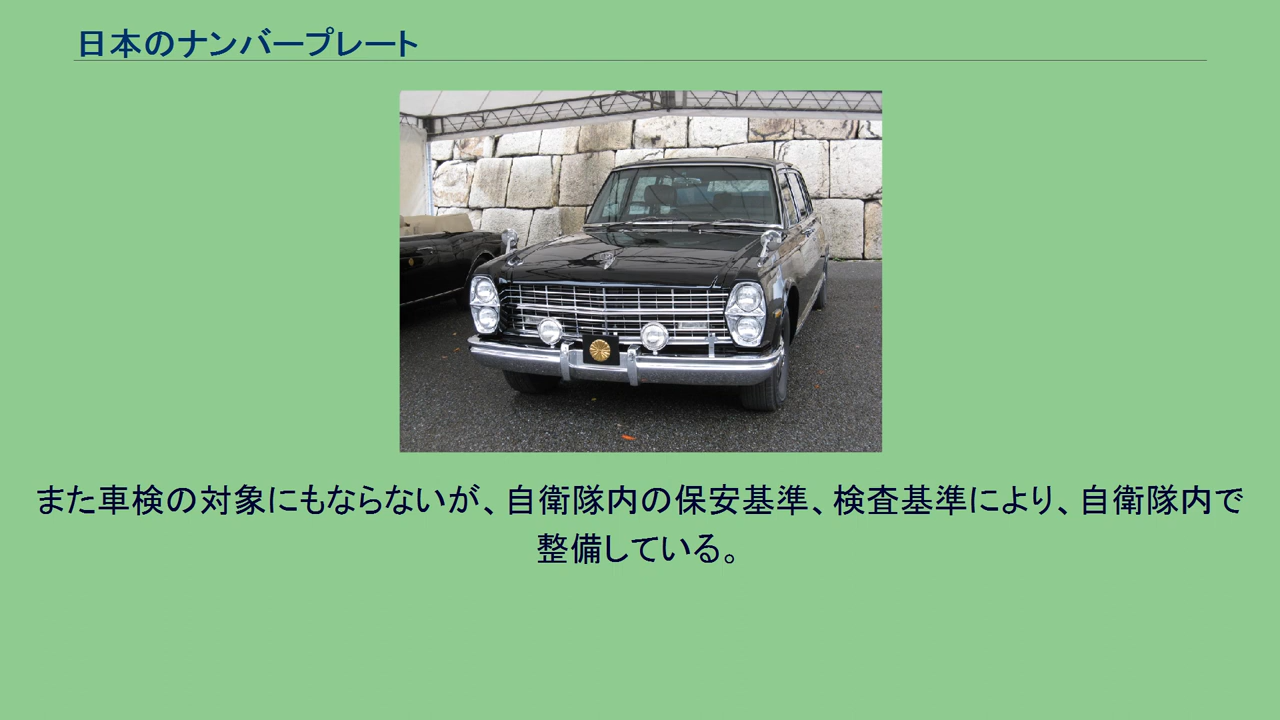 日本のナンバープレート
また車検の対象にもならないが、自衛隊内の保安基準、検査基準により、自衛隊内で
整備している。